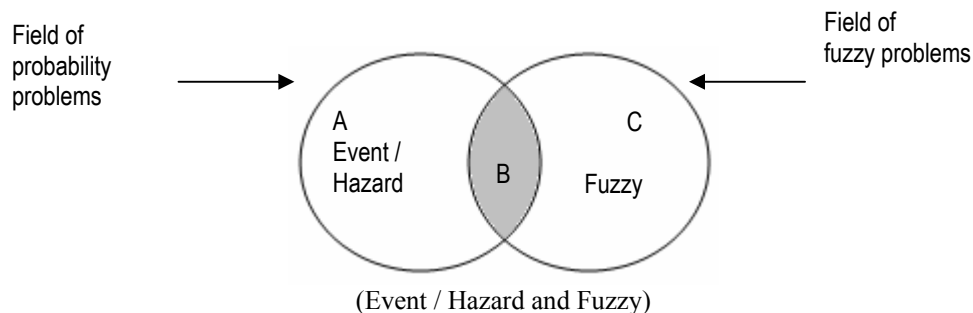 Field of
probability
problems
Field of
fuzzy problems
A
Event /
Hazard
B
C
Fuzzy
(Event / Hazard and Fuzzy)